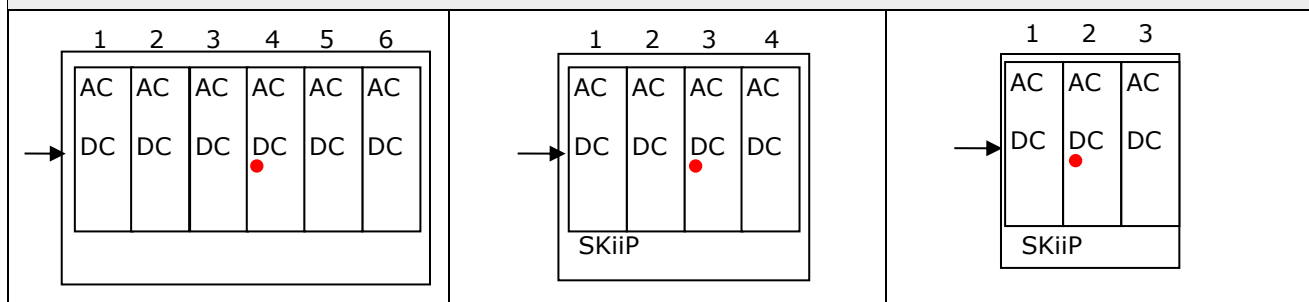 1 2 3 4 5 6
AC AC AC AC AC AC
DC DC DC DC DC DC
1 2 3 4
AC AC AC AC
DC DC DC DC
SKiiP
1 2 3
AC AC AC
DC DC DC
SKiiP